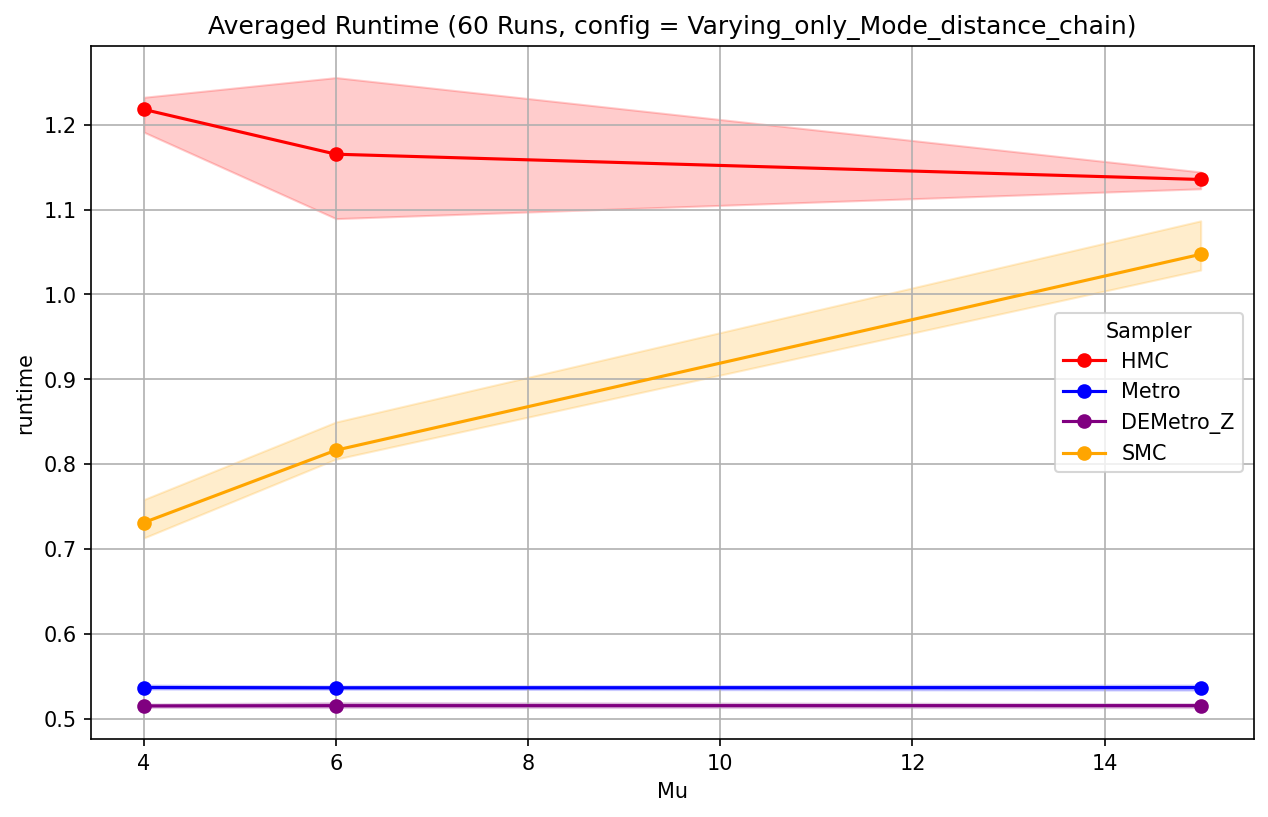 Averaged Runtime (60 Runs, config = Varying_only_Mode_distance_chain)
1.2
1.1
1.0
0.9
0.8
0.7
0.6
0.5
runtime
4 6 8 10 12 14
Mu
Sampler
HMC
Metro
DEMetro_Z
SMC